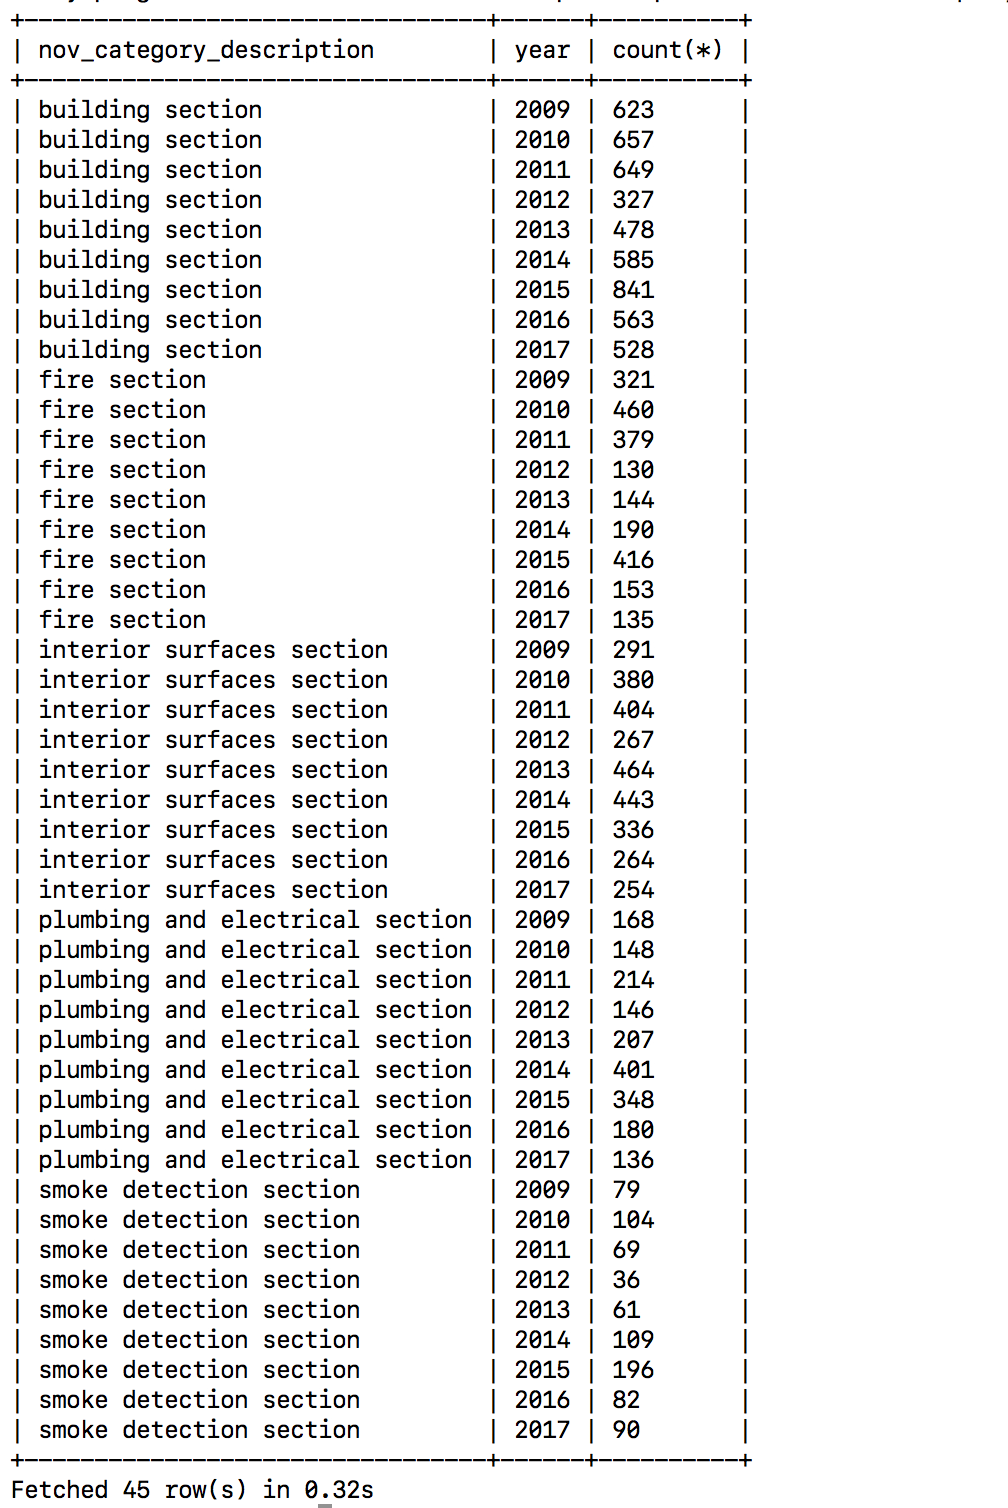 +---------------------------------+------+----------+
| nov_category_description        | year | count(*) |
+---------------------------------+------+----------+
| building section                | 2009 | 623      |
| building section                | 2010 | 657      |
| building section                | 2011 | 649      |
| building section                | 2012 | 327      |
| building section                | 2013 | 478      |
| building section                | 2014 | 585      |
| building section                | 2015 | 841      |
| building section                | 2016 | 563      |
| building section                | 2017 | 528      |
| fire section                    | 2009 | 321      |
| fire section                    | 2010 | 460      |
| fire section                    | 2011 | 379      |
| fire section                    | 2012 | 130      |
| fire section                    | 2013 | 144      |
| fire section                    | 2014 | 190      |
| fire section                    | 2015 | 416      |
| fire section                    | 2016 | 153      |
| fire section                    | 2017 | 135      |
| interior surfaces section       | 2009 | 291      |
| interior surfaces section       | 2010 | 380      |
| interior surfaces section       | 2011 | 404      |
| interior surfaces section       | 2012 | 267      |
| interior surfaces section       | 2013 | 464      |
| interior surfaces section       | 2014 | 443      |
| interior surfaces section       | 2015 | 336      |
| interior surfaces section       | 2016 | 264      |
| interior surfaces section       | 2017 | 254      |
| plumbing and electrical section | 2009 | 168      |
| plumbing and electrical section | 2010 | 148      |
| plumbing and electrical section | 2011 | 214      |
| plumbing and electrical section | 2012 | 146      |
| plumbing and electrical section | 2013 | 207      |
| plumbing and electrical section | 2014 | 401      |
| plumbing and electrical section | 2015 | 348      |
| plumbing and electrical section | 2016 | 180      |
| plumbing and electrical section | 2017 | 136      |
| smoke detection section         | 2009 | 79       |
| smoke detection section         | 2010 | 104      |
| smoke detection section         | 2011 | 69       |
| smoke detection section         | 2012 | 36       |
| smoke detection section         | 2013 | 61       |
| smoke detection section         | 2014 | 109      |
| smoke detection section         | 2015 | 196      |
| smoke detection section         | 2016 | 82       |
| smoke detection section         | 2017 | 90       |
+---------------------------------+------+----------+
Fetched 45 row(s) in 0.32s